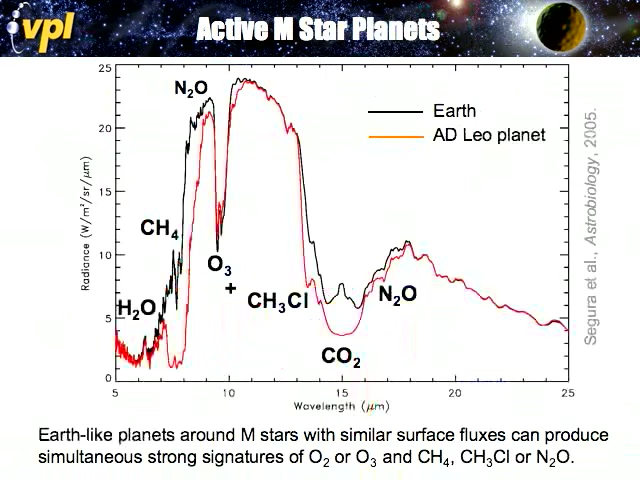 vpl
Active M Star Planets
25
20
15
10
5
0
Radiance (W/m²/sr/μm)
N₂O
Earth
AD Leo planet
CH₄
O₃
+
H₂O
CH₃Cl
N₂O
CO₂
5
10
15
20
25
Wavelength (μm)
Segura et al., Astrobiology, 2005.
Earth-like planets around M stars with similar surface fluxes can produce
simultaneous strong signatures of O₂ or O₃ and CH₄, CH₃Cl or N₂O.